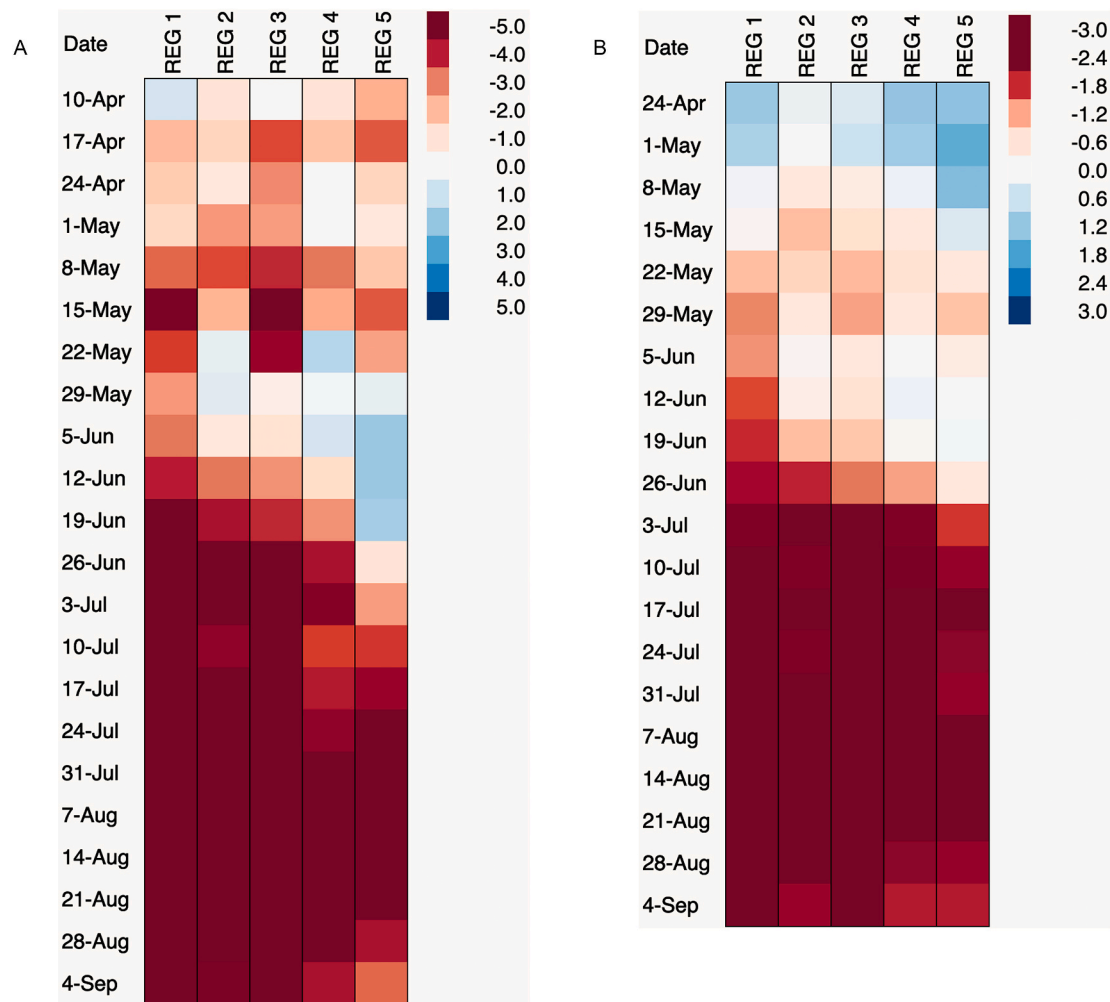 A
Date
REG 1
REG 2
REG 3
REG 4
REG 5
10-Apr
17-Apr
24-Apr
1-May
8-May
15-May
22-May
29-May
5-Jun
12-Jun
19-Jun
26-Jun
3-Jul
10-Jul
17-Jul
24-Jul
31-Jul
7-Aug
14-Aug
21-Aug
28-Aug
4-Sep
-5.0
-4.0
-3.0
-2.0
-1.0
0.0
1.0
2.0
3.0
4.0
5.0
B
Date
REG 1
REG 2
REG 3
REG 4
REG 5
24-Apr
1-May
8-May
15-May
22-May
29-May
5-Jun
12-Jun
19-Jun
26-Jun
3-Jul
10-Jul
17-Jul
24-Jul
31-Jul
7-Aug
14-Aug
21-Aug
28-Aug
4-Sep
-3.0
-2.4
-1.8
-1.2
-0.6
0.0
0.6
1.2
1.8
2.4
3.0